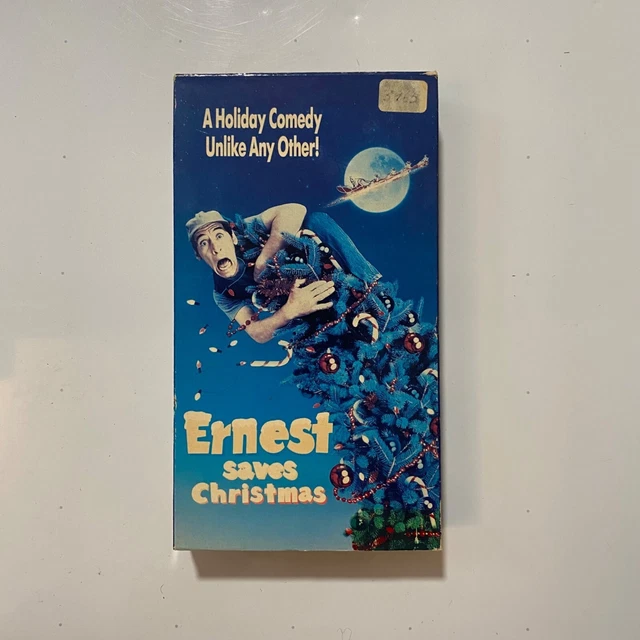 A Holiday Comedy
Unlike Any Other!
Ernest
saves
Christmas